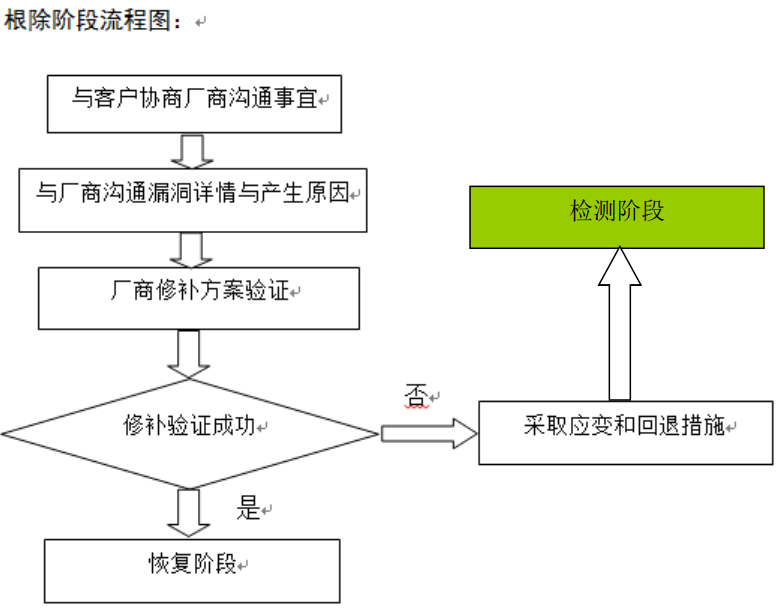 根除阶段流程图：
与客户协商厂商沟通事宜
与厂商沟通漏洞详情与产生原因
检测阶段
厂商修补方案验证
否
修补验证成功
采取应变和回退措施
是
恢复阶段